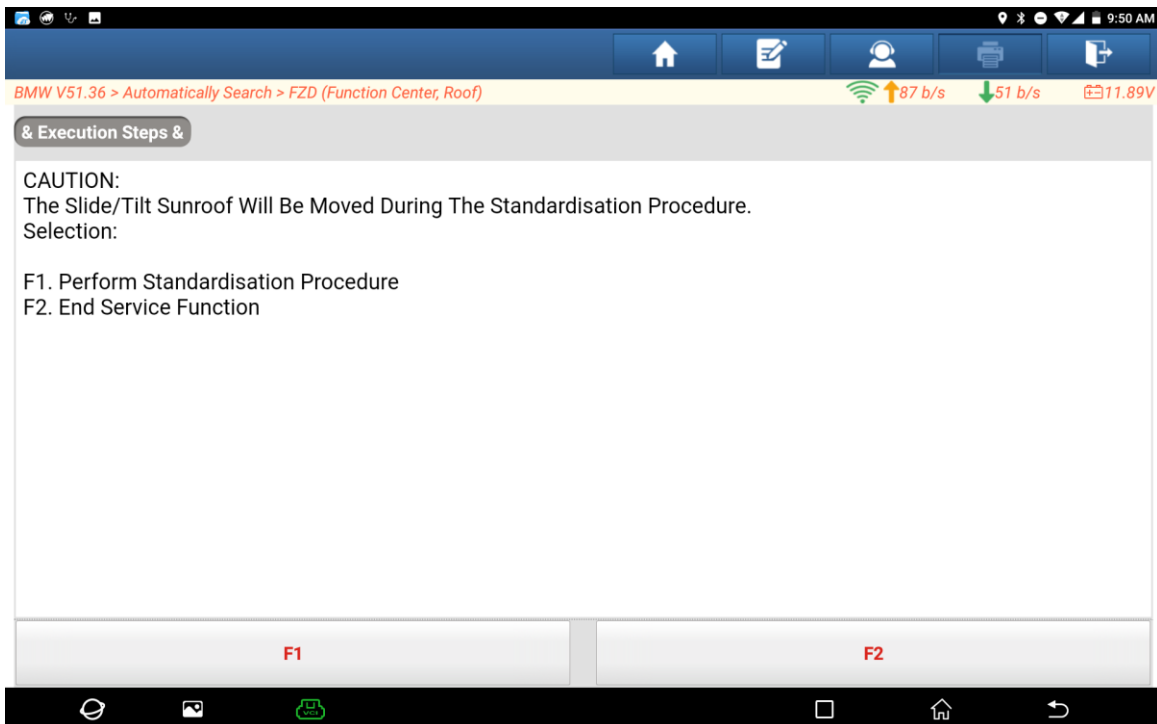 9:50 AM
BMW V51.36 > Automatically Search > FZD (Function Center, Roof)
87 b/s
51 b/s
11.89V
& Execution Steps &
CAUTION:
The Slide/Tilt Sunroof Will Be Moved During The Standardisation Procedure.
Selection:
F1. Perform Standardisation Procedure
F2. End Service Function
F1
F2
VCI